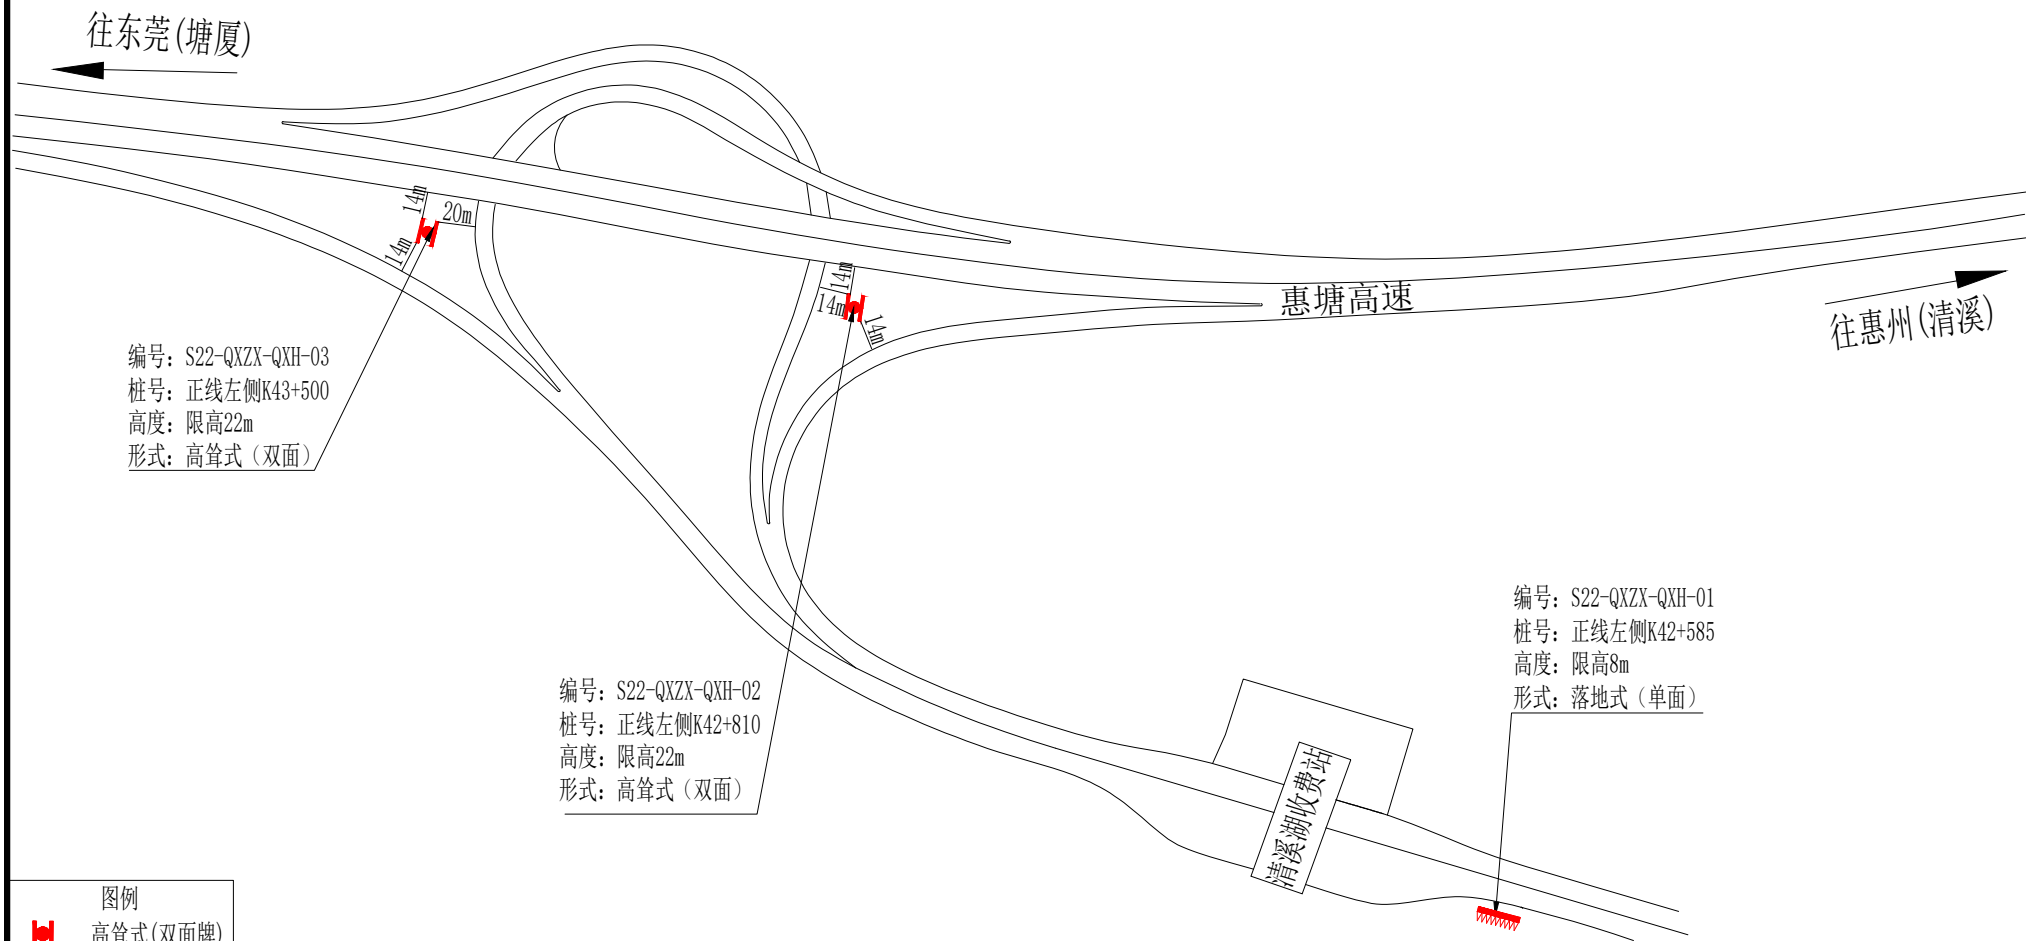 往东莞(塘厦)
14m
20m
14m
14m
14m
14m
惠塘高速
往惠州(清溪)
编号：S22-QXZX-QXH-03
桩号：正线左侧K43+500
高度：限高22m
形式：高耸式（双面）
编号：S22-QXZX-QXH-02
桩号：正线左侧K42+810
高度：限高22m
形式：高耸式（双面）
编号：S22-QXZX-QXH-01
桩号：正线左侧K42+585
高度：限高8m
形式：落地式（单面）
清溪湖收费站
图例
高耸式(双面牌)